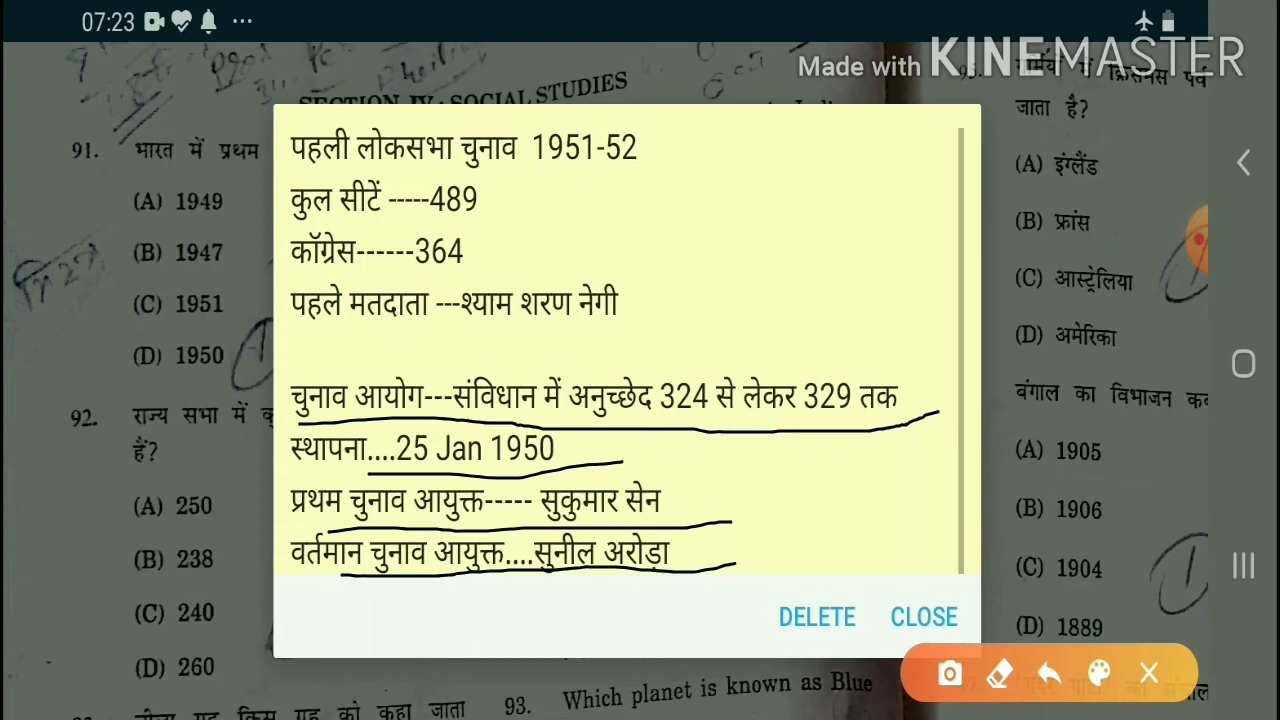 07:23
Made with KINEMASTER
SECTION IV : SOCIAL STUDIES
91. भारत में प्रथम
(A) 1949
(B) 1947
(C) 1951
(D) 1950
92. राज्य सभा में
हैं?
(A) 250
(B) 238
(C) 240
(D) 260
93. Which planet is known as Blue
पहली लोकसभा चुनाव 1951-52
कुल सीटें -----489
कॉग्रेस------364
पहले मतदाता ---श्याम शरण नेगी
चुनाव आयोग---संविधान में अनुच्छेद 324 से लेकर 329 तक
स्थापना....25 Jan 1950
प्रथम चुनाव आयुक्त----- सुकुमार सेन
वर्तमान चुनाव आयुक्त....सुनील अरोड़ा
DELETE CLOSE
क्रिसमस पर्व
जाता है?
(A) इंग्लैंड
(B) फ्रांस
(C) आस्ट्रेलिया
(D) अमेरिका
बंगाल का विभाजन
(A) 1905
(B) 1906
(C) 1904
(D) 1889